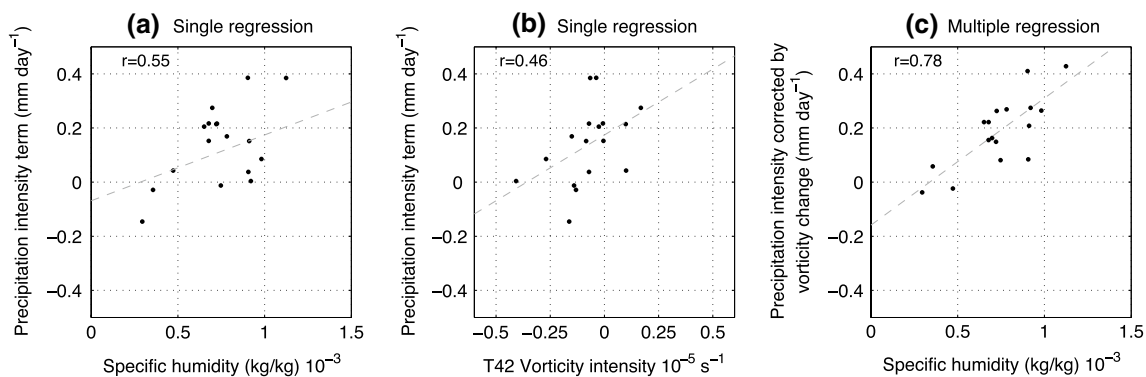 (a) Single regression
r=0.55
Precipitation intensity term (mm day⁻¹)
0.4
0.2
0
−0.2
−0.4
0 0.5 1 1.5
Specific humidity (kg/kg) 10⁻³
(b) Single regression
r=0.46
Precipitation intensity term (mm day⁻¹)
0.4
0.2
0
−0.2
−0.4
−0.5 −0.25 0 0.25 0.5
T42 Vorticity intensity 10⁻⁵ s⁻¹
(c) Multiple regression
r=0.78
Precipitation intensity corrected by
vorticity change (mm day⁻¹)
0.4
0.2
0
−0.2
−0.4
0 0.5 1 1.5
Specific humidity (kg/kg) 10⁻³